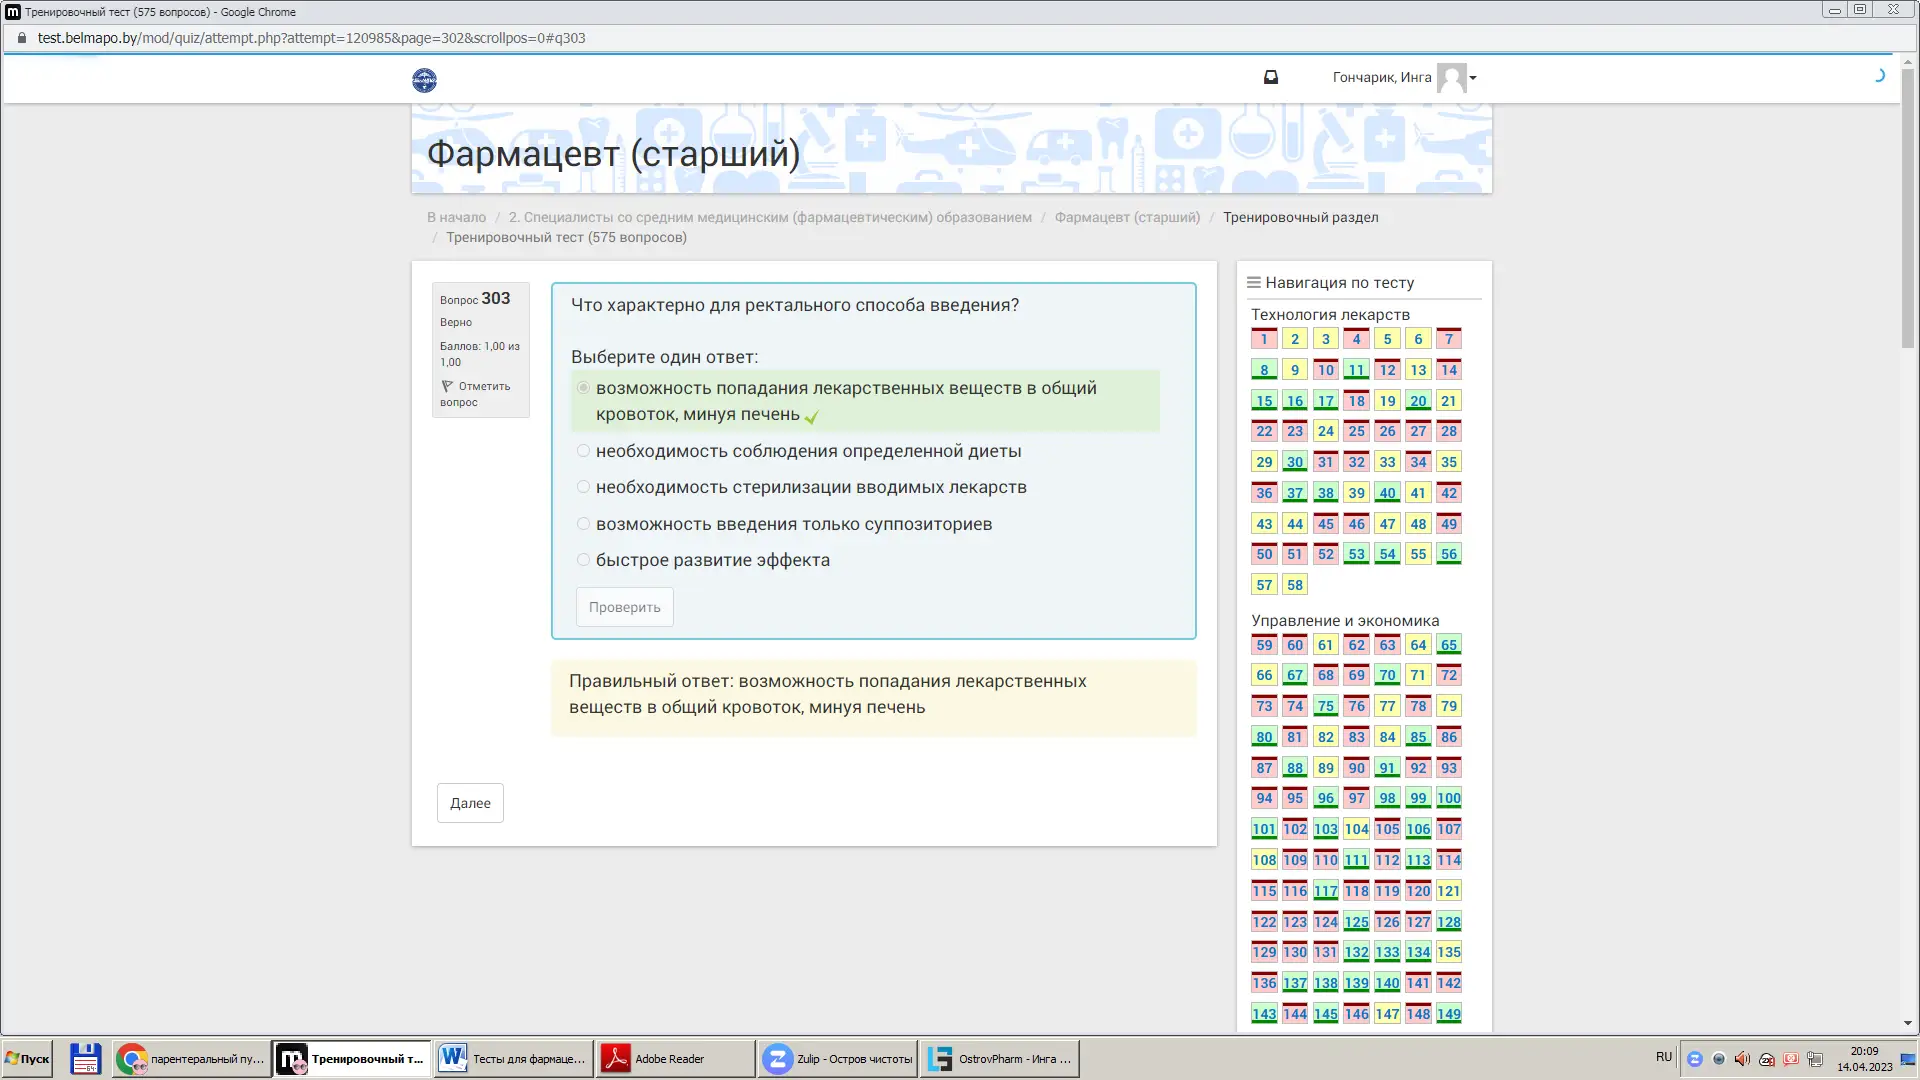 Тренировочный тест (575 вопросов) - Google Chrome
test.belmapo.by/mod/quiz/attempt.php?attempt=120985&page=302&scrollpos=0#q303
Гончарик, Инга
Фармацевт (старший)
В начало / 2. Специалисты со средним медицинским (фармацевтическим) образованием / Фармацевт (старший) / Тренировочный раздел
/ Тренировочный тест (575 вопросов)
Вопрос 303
Верно
Баллов: 1,00 из
1,00
Отметить
вопрос
Что характерно для ректального способа введения?
Выберите один ответ:
возможность попадания лекарственных веществ в общий
кровоток, минуя печень
необходимость соблюдения определенной диеты
необходимость стерилизации вводимых лекарств
возможность введения только суппозиториев
быстрое развитие эффекта
Проверить
Правильный ответ: возможность попадания лекарственных
веществ в общий кровоток, минуя печень
Далее
Навигация по тесту
Технология лекарств
1 2 3 4 5 6 7
8 9 10 11 12 13 14
15 16 17 18 19 20 21
22 23 24 25 26 27 28
29 30 31 32 33 34 35
36 37 38 39 40 41 42
43 44 45 46 47 48 49
50 51 52 53 54 55 56
57 58
Управление и экономика
59 60 61 62 63 64 65
66 67 68 69 70 71 72
73 74 75 76 77 78 79
80 81 82 83 84 85 86
87 88 89 90 91 92 93
94 95 96 97 98 99 100
101 102 103 104 105 106 107
108 109 110 111 112 113 114
115 116 117 118 119 120 121
122 123 124 125 126 127 128
129 130 131 132 133 134 135
136 137 138 139 140 141 142
143 144 145 146 147 148 149
Пуск
парентеральный пу...
Тренировочный т...
Тесты для фармаце...
Adobe Reader
Zulip - Остров чистоты
OstrovPharm - Инга ...
RU
20:09
14.04.2023